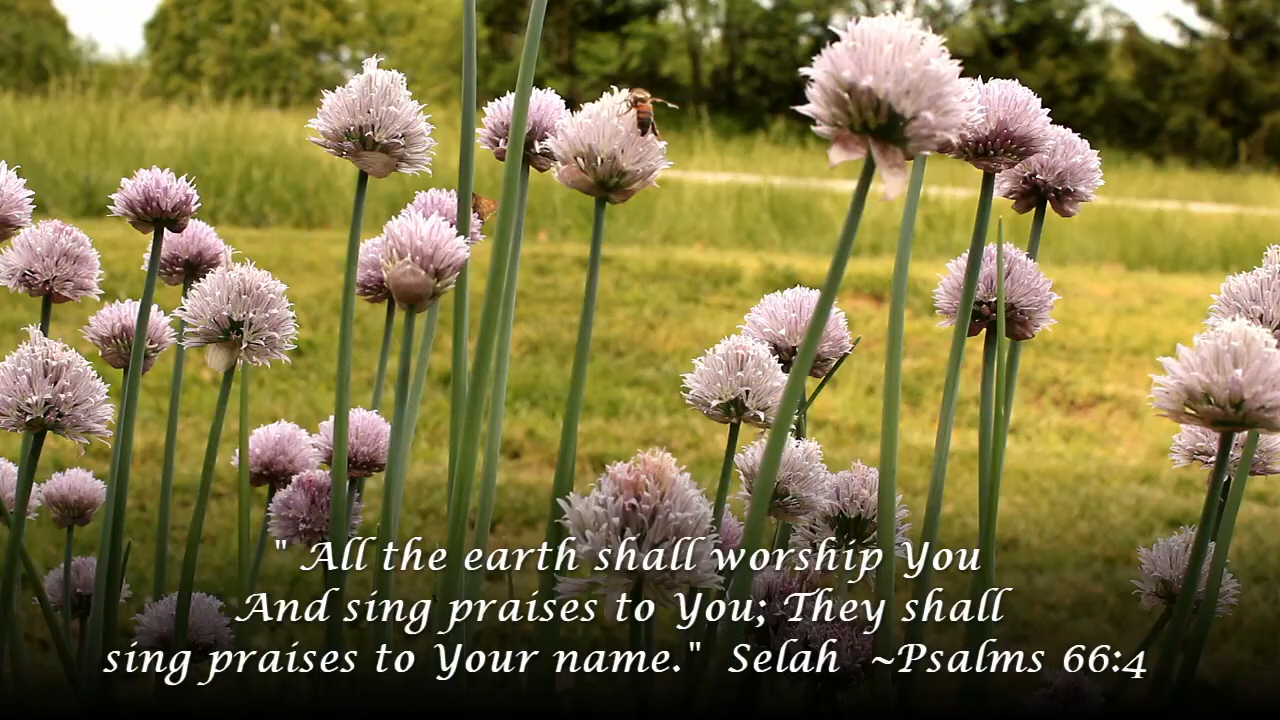 " All the earth shall worship You
And sing praises to You; They shall
sing praises to Your name."  Selah  ~Psalms 66:4